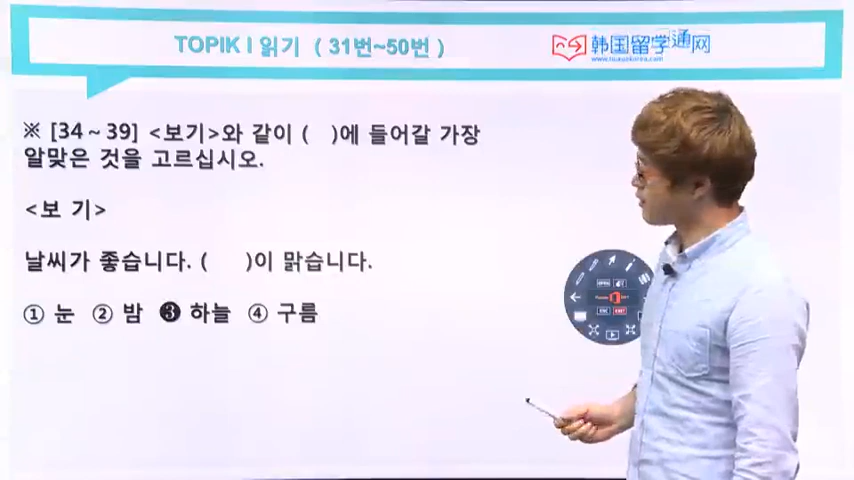 TOPIK I 읽기 ( 31번~50번 )
韩国留学通网
※ [34 ~ 39] <보기>와 같이 ( )에 들어갈 가장
알맞은 것을 고르십시오.
<보 기>
날씨가 좋습니다. ( )이 맑습니다.
① 눈 ② 밤 ❸ 하늘 ④ 구름